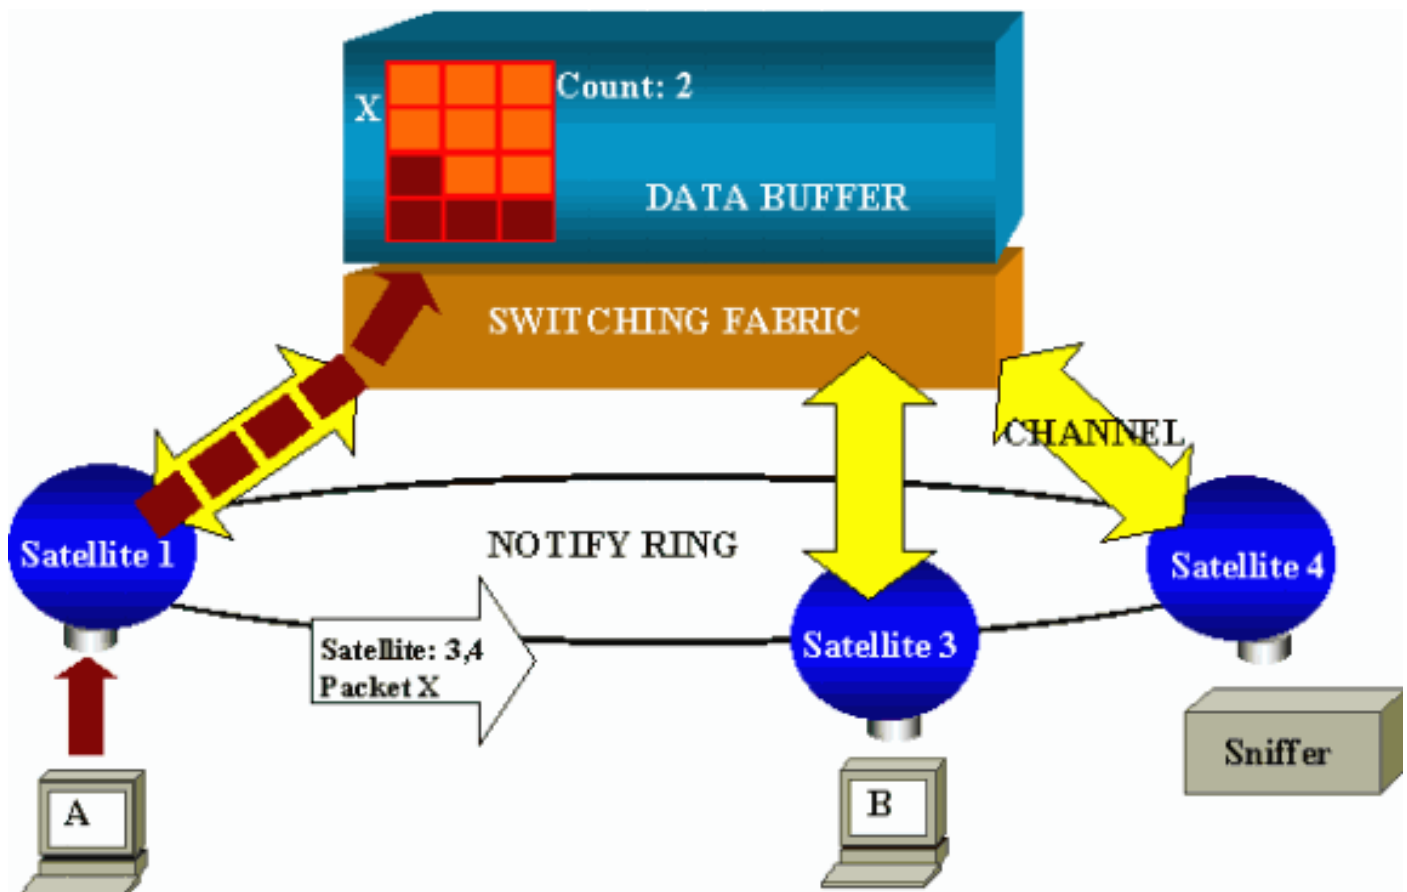 Count: 2
X
DATA BUFFER
SWITCHING FABRIC
CHANNEL
NOTIFY RING
Satellite 1
Satellite 4
Satellite: 3,4
Packet X
Satellite 3
Sniffer
A
B